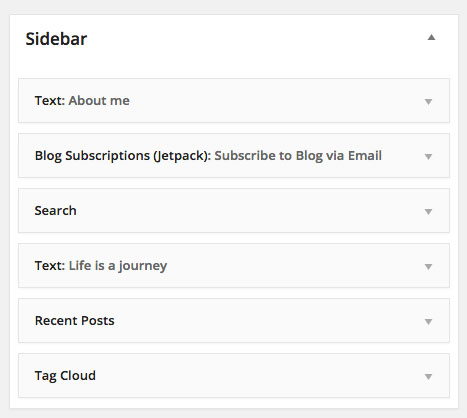 Sidebar
Text: About me
Blog Subscriptions (Jetpack): Subscribe to Blog via Email
Search
Text: Life is a journey
Recent Posts
Tag Cloud